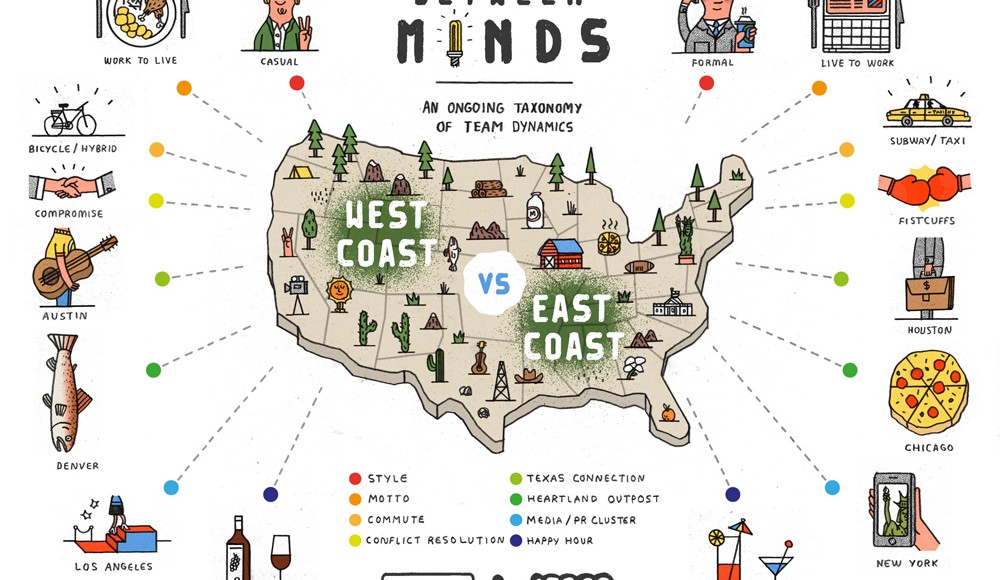 BETWEEN
MINDS
WORK TO LIVE
CASUAL
FORMAL
LIVE TO WORK
AN ONGOING TAXONOMY
OF TEAM DYNAMICS
BICYCLE/HYBRID
SUBWAY/TAXI
COMPROMISE
FISTCUFFS
WEST
COAST
VS
EAST
COAST
M
TAXI
$
AUSTIN
HOUSTON
DENVER
CHICAGO
STYLE
MOTTO
COMMUTE
CONFLICT RESOLUTION
TEXAS CONNECTION
HEARTLAND OUTPOST
MEDIA/PR CLUSTER
HAPPY HOUR
LOS ANGELES
NEW YORK